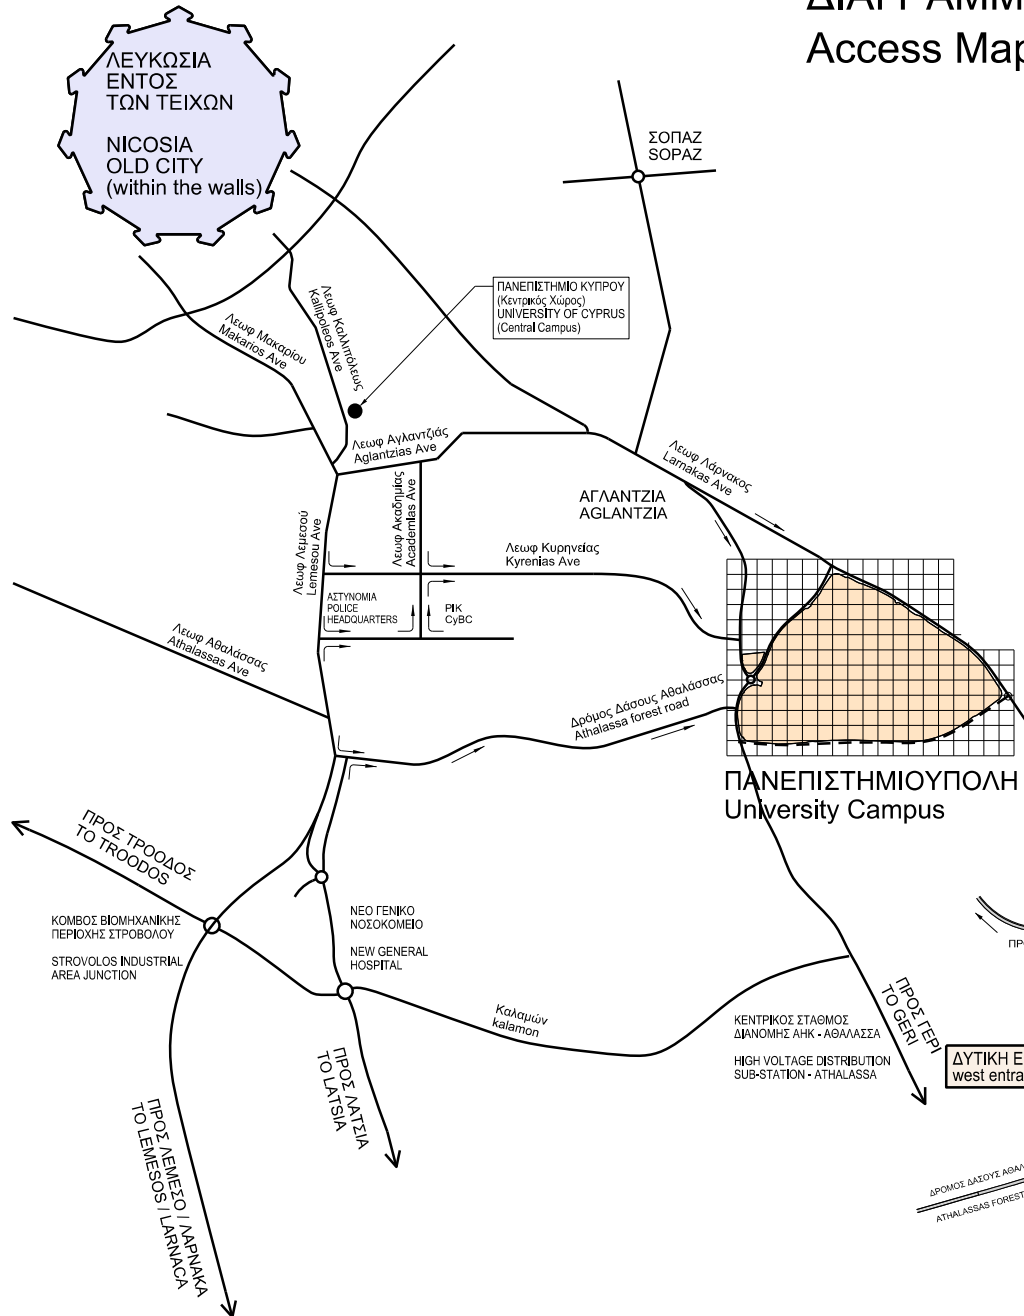 Access Map
ΛΕΥΚΩΣΙΑ
ΕΝΤΟΣ
ΤΩΝ ΤΕΙΧΩΝ
NICOSIA
OLD CITY
(within the walls)
ΣΟΠΑΖ
SOPAZ
ΠΑΝΕΠΙΣΤΗΜΙΟ ΚΥΠΡΟΥ
(Κεντρικός Χώρος)
UNIVERSITY OF CYPRUS
(Central Campus)
Λεωφ Καλλιπόλεως
Kallipoleos Ave
Λεωφ Μακαρίου
Makarios Ave
Λεωφ Αγλαντζιάς
Aglantzias Ave
Λεωφ Λάρνακος
Larnakas Ave
ΑΓΛΑΝΤΖΙΑ
AGLANTZIA
Λεωφ Ακαδημίας
Academias Ave
Λεωφ Λεμεσού
Lemesou Ave
Λεωφ Κυρηνείας
Kyrenias Ave
ΑΣΤΥΝΟΜΙΑ
POLICE
HEADQUARTERS
ΡΙΚ
CyBC
Λεωφ Αθαλάσσας
Athalassas Ave
Δρόμος Δάσους Αθαλάσσας
Athalassa forest road
ΠΑΝΕΠΙΣΤΗΜΙΟΥΠΟΛΗ
University Campus
ΠΡΟΣ ΤΡΟΟΔΟΣ
TO TROODOS
ΚΟΜΒΟΣ ΒΙΟΜΗΧΑΝΙΚΗΣ
ΠΕΡΙΟΧΗΣ ΣΤΡΟΒΟΛΟΥ
STROVOLOS INDUSTRIAL
AREA JUNCTION
ΝΕΟ ΓΕΝΙΚΟ
ΝΟΣΟΚΟΜΕΙΟ
NEW GENERAL
HOSPITAL
Καλαμών
kalamon
ΠΡΟΣ ΓΕΡΙ
TO GERI
ΚΕΝΤΡΙΚΟΣ ΣΤΑΘΜΟΣ
ΔΙΑΝΟΜΗΣ ΑΗΚ - ΑΘΑΛΑΣΣΑ
HIGH VOLTAGE DISTRIBUTION
SUB-STATION - ATHALASSA
ΔΥΤΙΚΗ
west
ΠΡΟΣ ΛΑΤΣΙΑ
TO LATSIA
ΠΡΟΣ ΛΕΜΕΣΟ / ΛΑΡΝΑΚΑ
TO LEMESOS / LARNACA
ΔΡΟΜΟΣ ΔΑΣΟΥΣ
ATHALASSAS FOREST